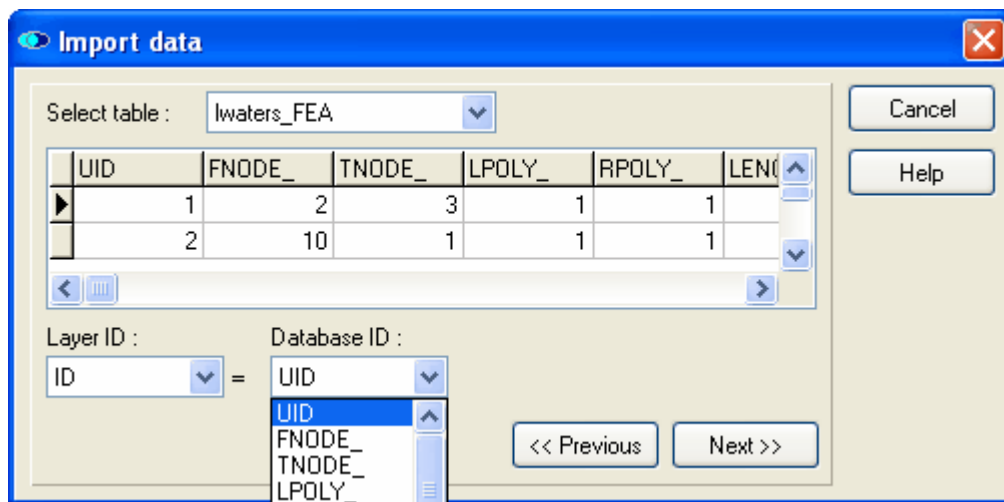 Import data
Select table : lwaters_FEA
Cancel
Help
UID FNODE_ TNODE_ LPOLY_ RPOLY_
1 2 3 1 1
2 10 1 1 1
Layer ID : Database ID :
ID = UID
UID
FNODE_
TNODE_
LPOLY_
<< Previous Next >>